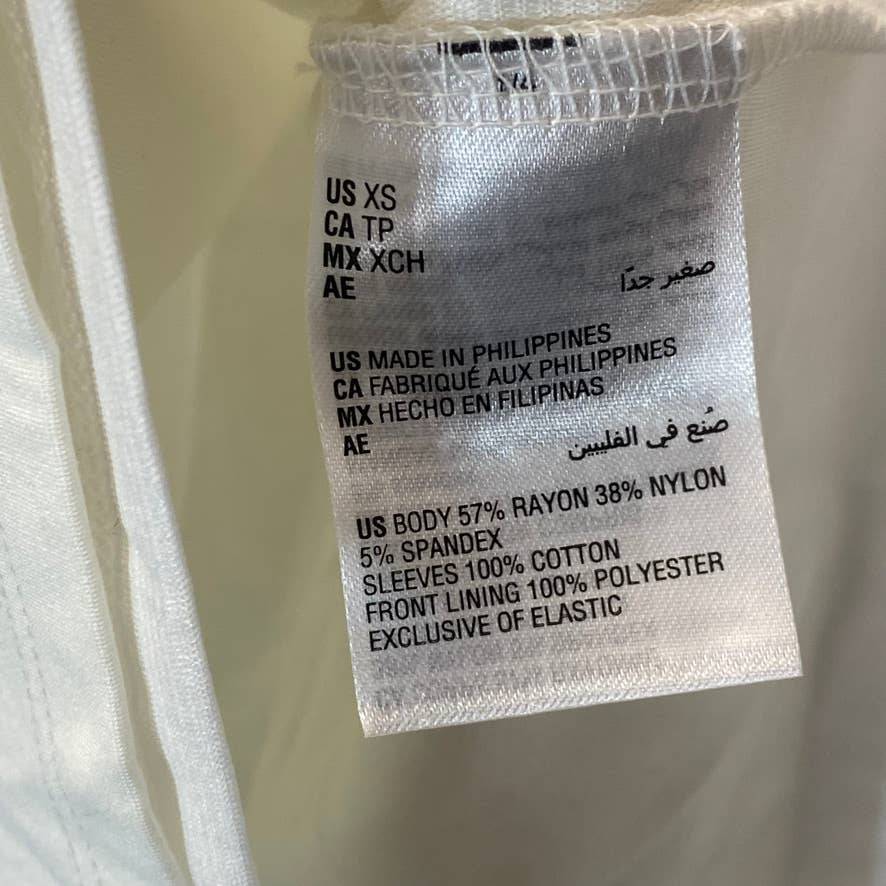 US XS
CA TP
MX XCH
AE صغير جدًا
US MADE IN PHILIPPINES
CA FABRIQUÉ AUX PHILIPPINES
MX HECHO EN FILIPINAS
AE صُنع في الفليبين
US BODY 57% RAYON 38% NYLON
5% SPANDEX
SLEEVES 100% COTTON
FRONT LINING 100% POLYESTER
EXCLUSIVE OF ELASTIC